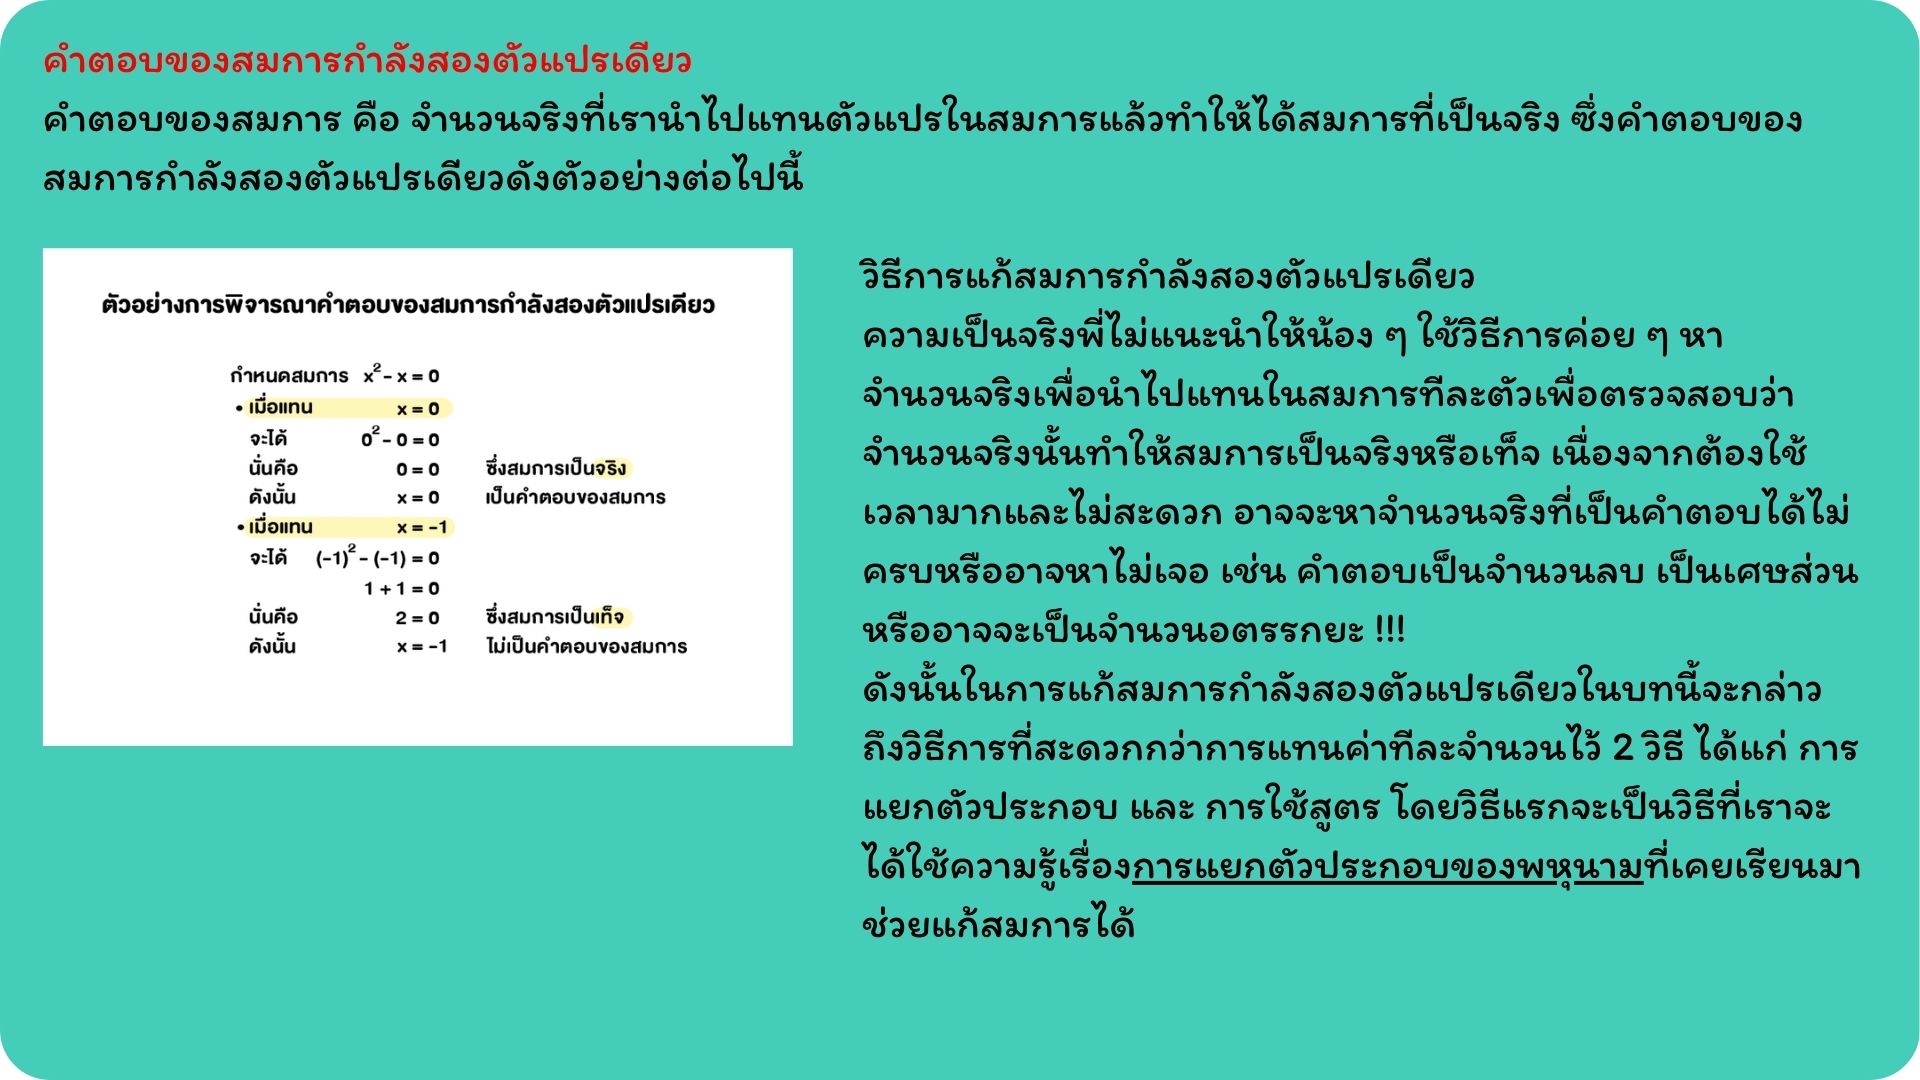 คำตอบของสมการกำลังสองตัวแปรเดียว
คำตอบของสมการ คือ จำนวนจริงที่เรานำไปแทนตัวแปรในสมการแล้วทำให้ได้สมการที่เป็นจริง ซึ่งคำตอบของ
สมการกำลังสองตัวแปรเดียวดังตัวอย่างต่อไปนี้
ตัวอย่างการพิจารณาคำตอบของสมการกำลังสองตัวแปรเดียว
กำหนดสมการ x² - x = 0
• เมื่อแทน x = 0
จะได้ 0² - 0 = 0
นั่นคือ 0 = 0 ซึ่งสมการเป็นจริง
ดังนั้น x = 0 เป็นคำตอบของสมการ
• เมื่อแทน x = -1
จะได้ (-1)² - (-1) = 0
1 + 1 = 0
นั่นคือ 2 = 0 ซึ่งสมการเป็นเท็จ
ดังนั้น x = -1 ไม่เป็นคำตอบของสมการ
วิธีการแก้สมการกำลังสองตัวแปรเดียว
ความเป็นจริงพี่ไม่แนะนำให้น้อง ๆ ใช้วิธีการค่อย ๆ หา
จำนวนจริงเพื่อนำไปแทนในสมการทีละตัวเพื่อตรวจสอบว่า
จำนวนจริงนั้นทำให้สมการเป็นจริงหรือเท็จ เนื่องจากต้องใช้
เวลามากและไม่สะดวก อาจจะหาจำนวนจริงที่เป็นคำตอบได้ไม่
ครบหรืออาจหาไม่เจอ เช่น คำตอบเป็นจำนวนลบ เป็นเศษส่วน
หรืออาจจะเป็นจำนวนอตรรกยะ !!!
ดังนั้นในการแก้สมการกำลังสองตัวแปรเดียวในบทนี้จะกล่าว
ถึงวิธีการที่สะดวกกว่าการแทนค่าทีละจำนวนไว้ 2 วิธี ได้แก่ การ
แยกตัวประกอบ และ การใช้สูตร โดยวิธีแรกจะเป็นวิธีที่เราจะ
ได้ใช้ความรู้เรื่องการแยกตัวประกอบของพหุนามที่เคยเรียนมา
ช่วยแก้สมการได้